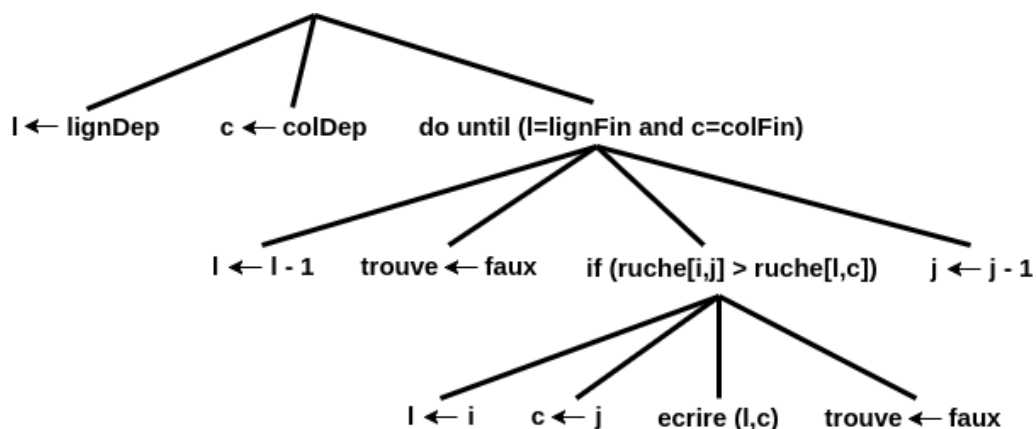 l ← lignDep c ← colDep do until (l=lignFin and c=colFin)
l ← l - 1 trouve ← faux if (ruche[i,j] > ruche[l,c]) j ← j - 1
l ← i c ← j ecrire (l,c) trouve ← faux